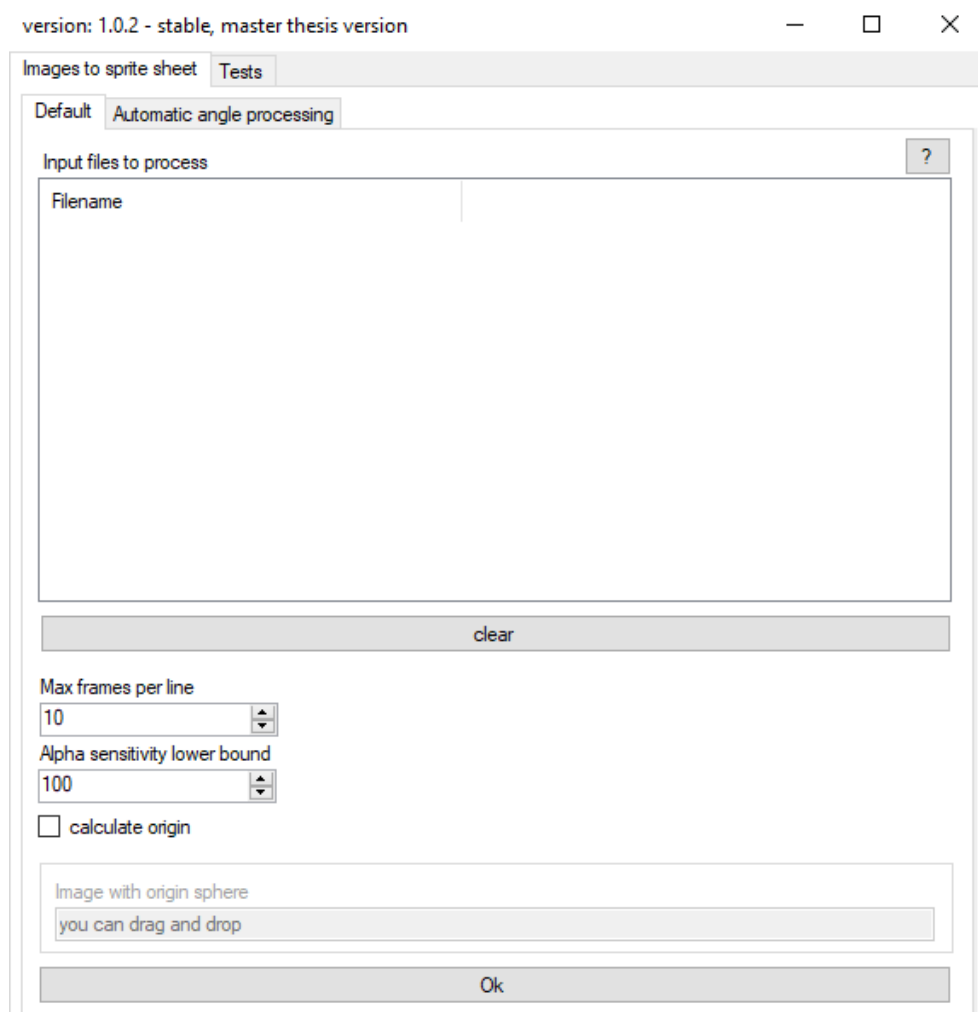 version: 1.0.2 - stable, master thesis version
Images to sprite sheet Tests
Default Automatic angle processing
Input files to process ?
Filename
clear
Max frames per line
10
Alpha sensitivity lower bound
100
calculate origin
Image with origin sphere
you can drag and drop
Ok